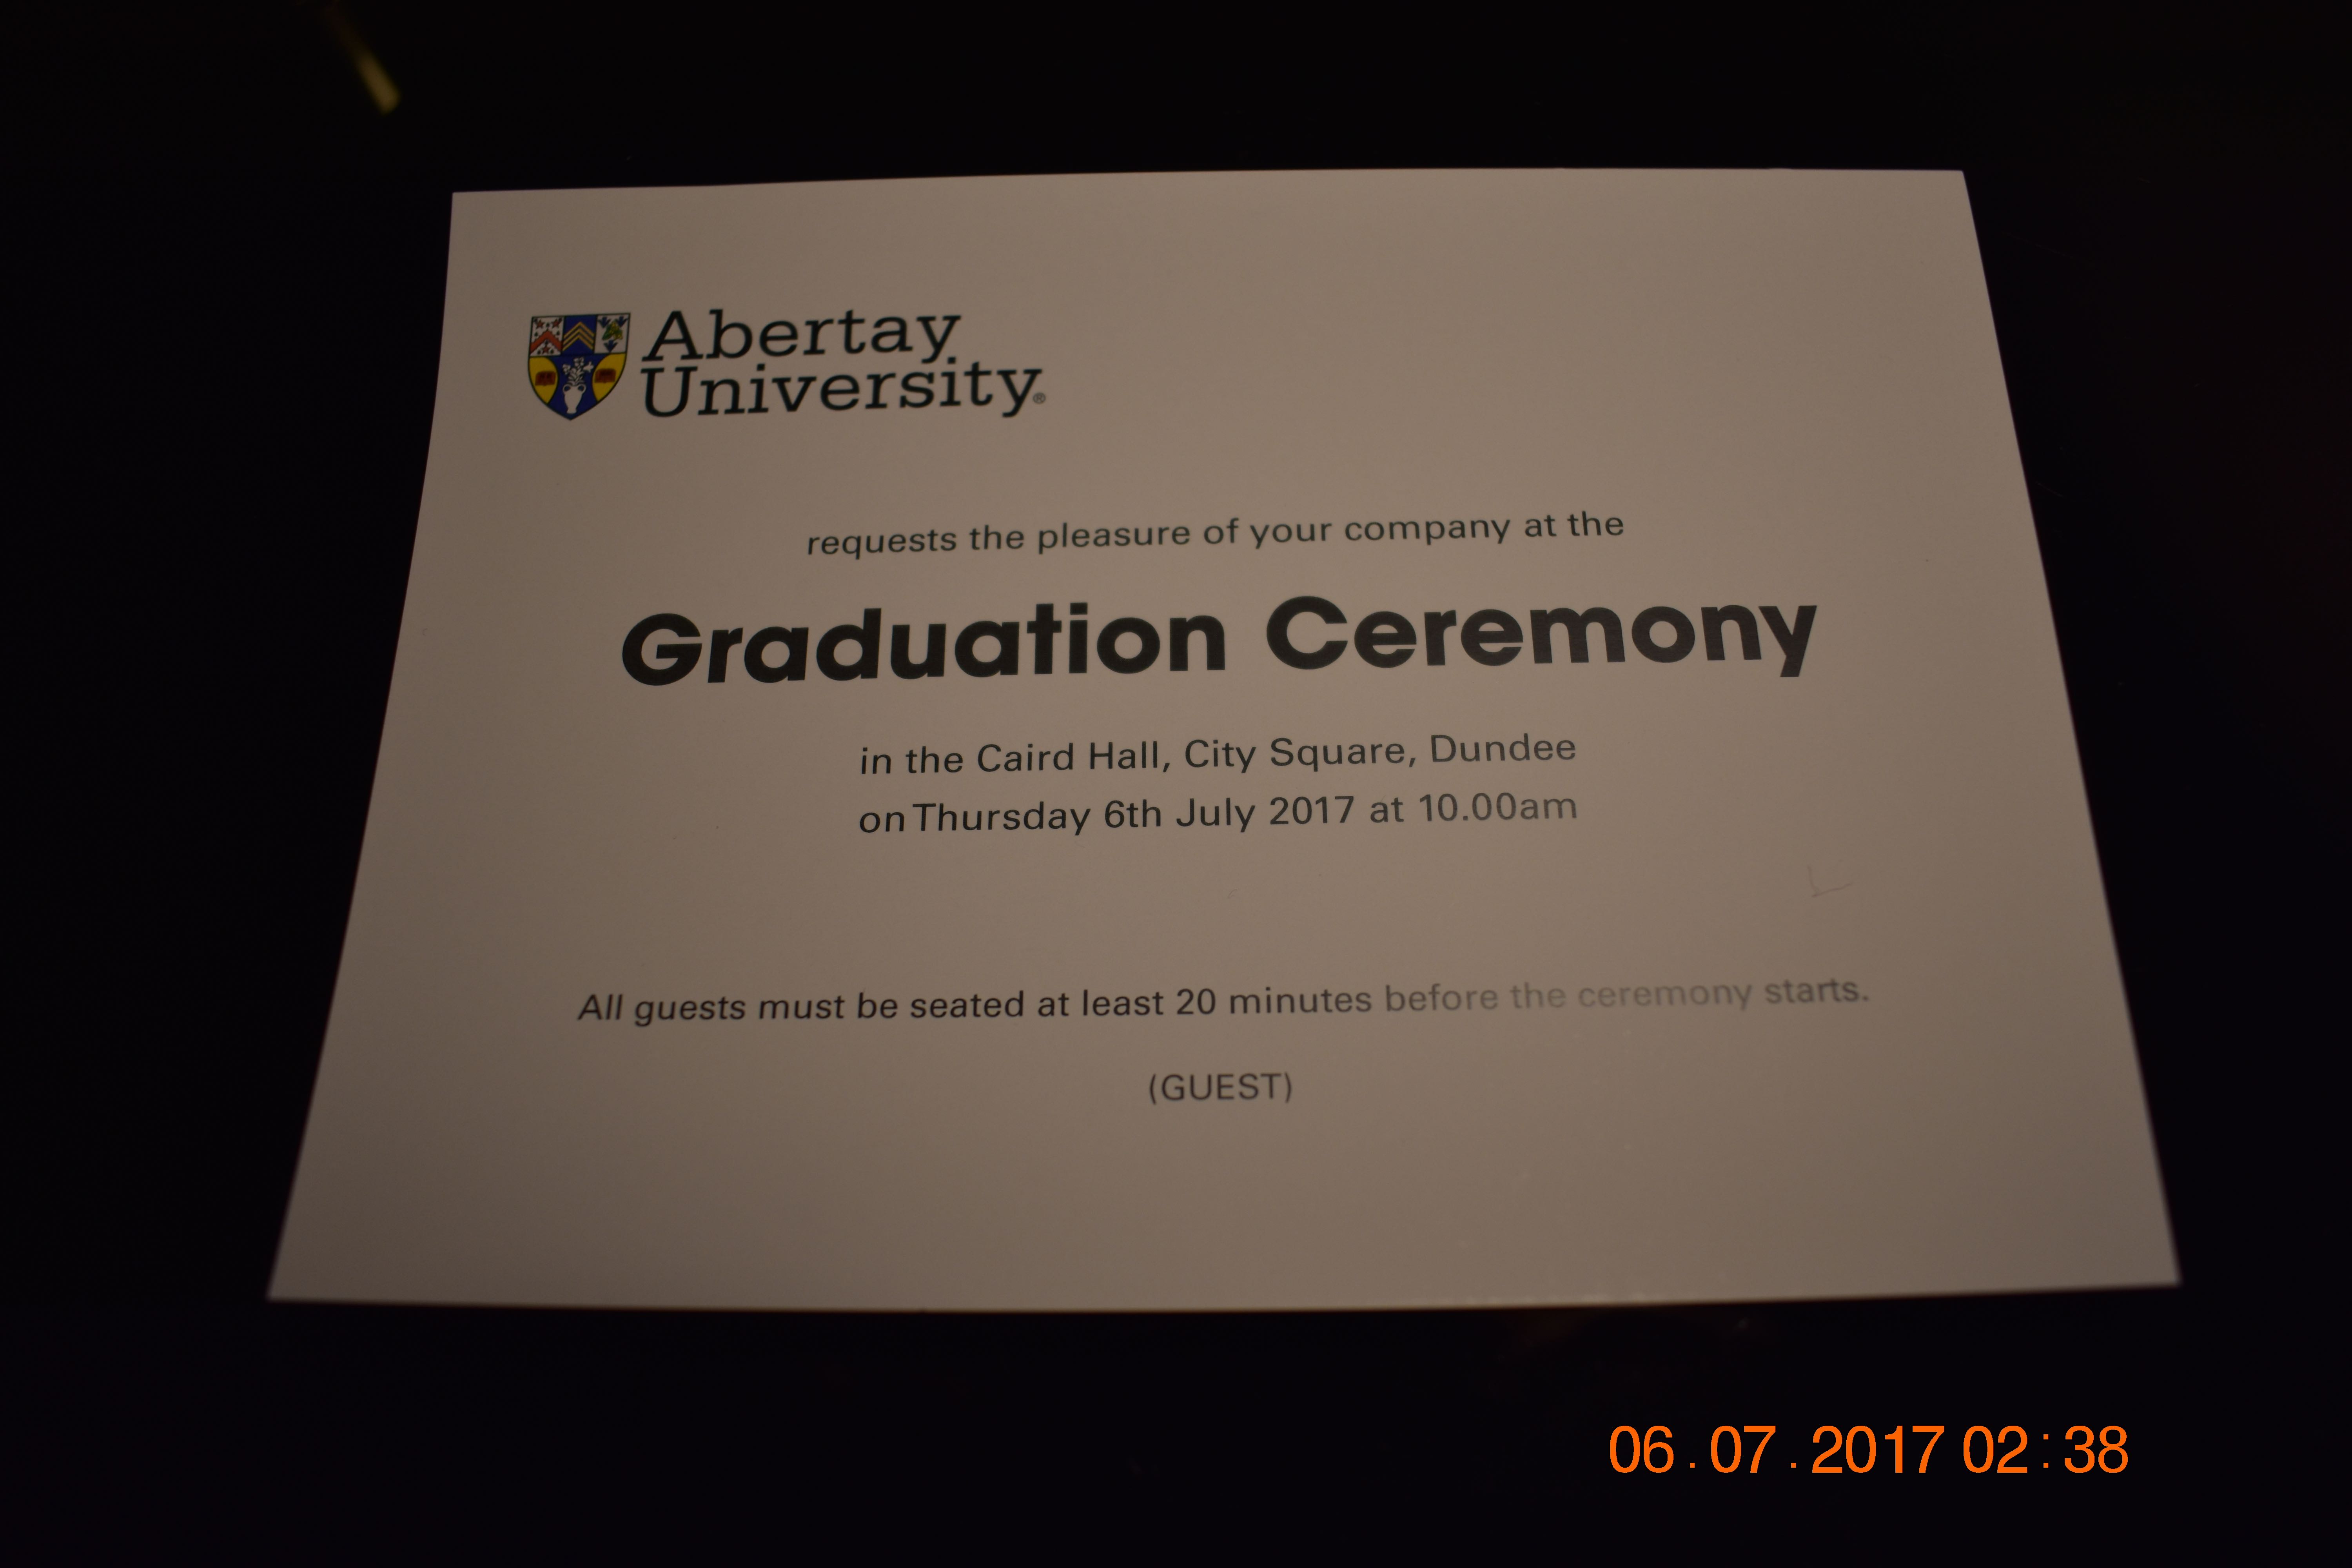 Abertay
University®
requests the pleasure of your company at the
Graduation Ceremony
in the Caird Hall, City Square, Dundee
on Thursday 6th July 2017 at 10.00am
All guests must be seated at least 20 minutes before the ceremony starts.
(GUEST)
06.07.2017 02:38